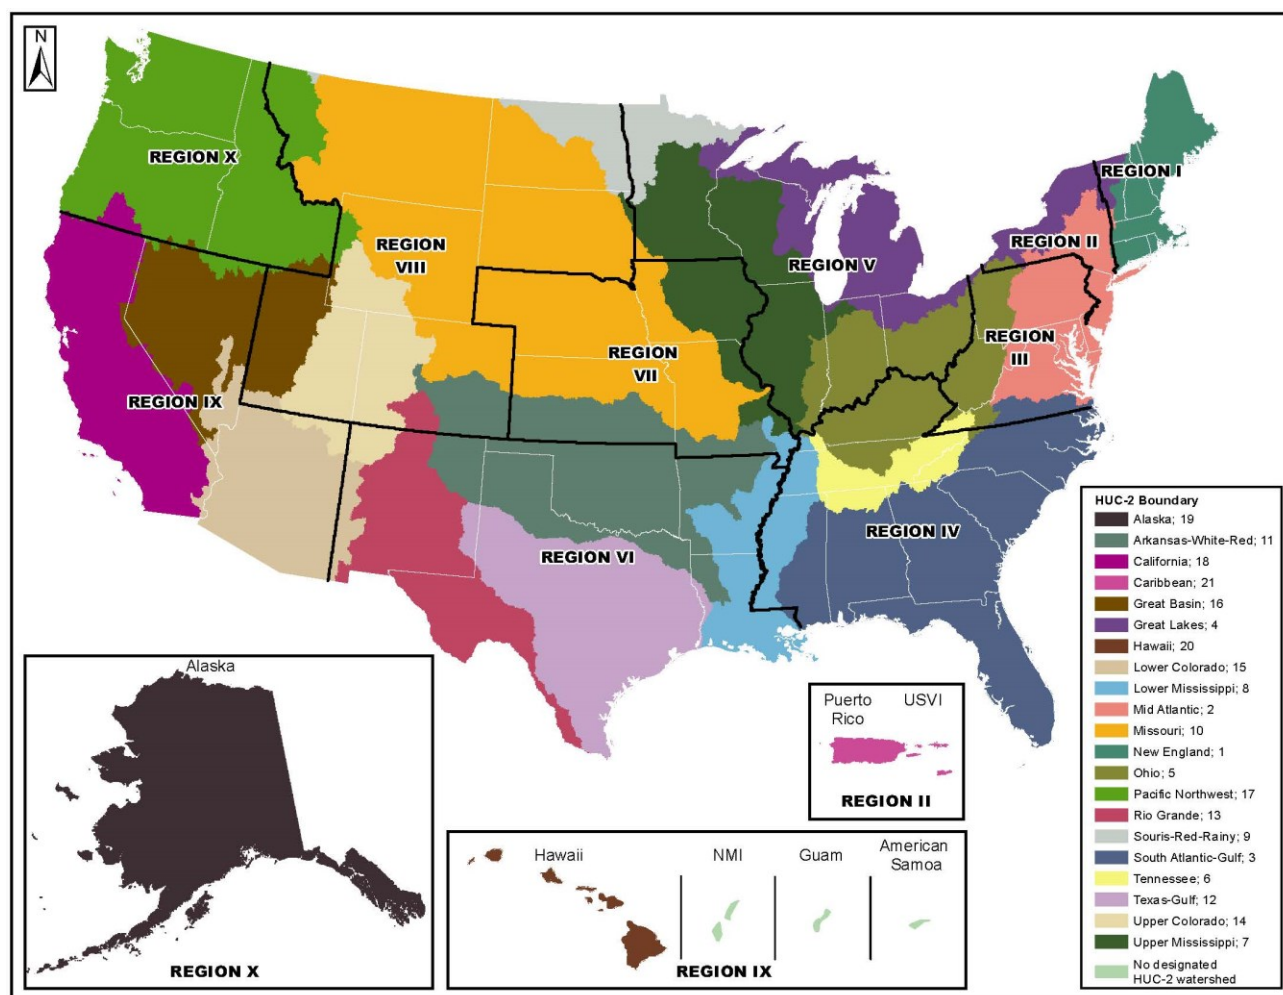 N
REGION X
REGION
VIII
REGION I
REGION II
REGION V
REGION
III
REGION
VII
REGION IX
REGION IV
REGION VI
Alaska
REGION X
Puerto
Rico
USVI
REGION II
Hawaii
NMI
Guam
American
Samoa
REGION IX
HUC-2 Boundary
Alaska; 19
Arkansas-White-Red; 11
California; 18
Caribbean; 21
Great Basin; 16
Great Lakes; 4
Hawaii; 20
Lower Colorado; 15
Lower Mississippi; 8
Mid Atlantic; 2
Missouri; 10
New England; 1
Ohio; 5
Pacific Northwest; 17
Rio Grande; 13
Souris-Red-Rainy; 9
South Atlantic-Gulf; 3
Tennessee; 6
Texas-Gulf; 12
Upper Colorado; 14
Upper Mississippi; 7
No designated
HUC-2 watershed